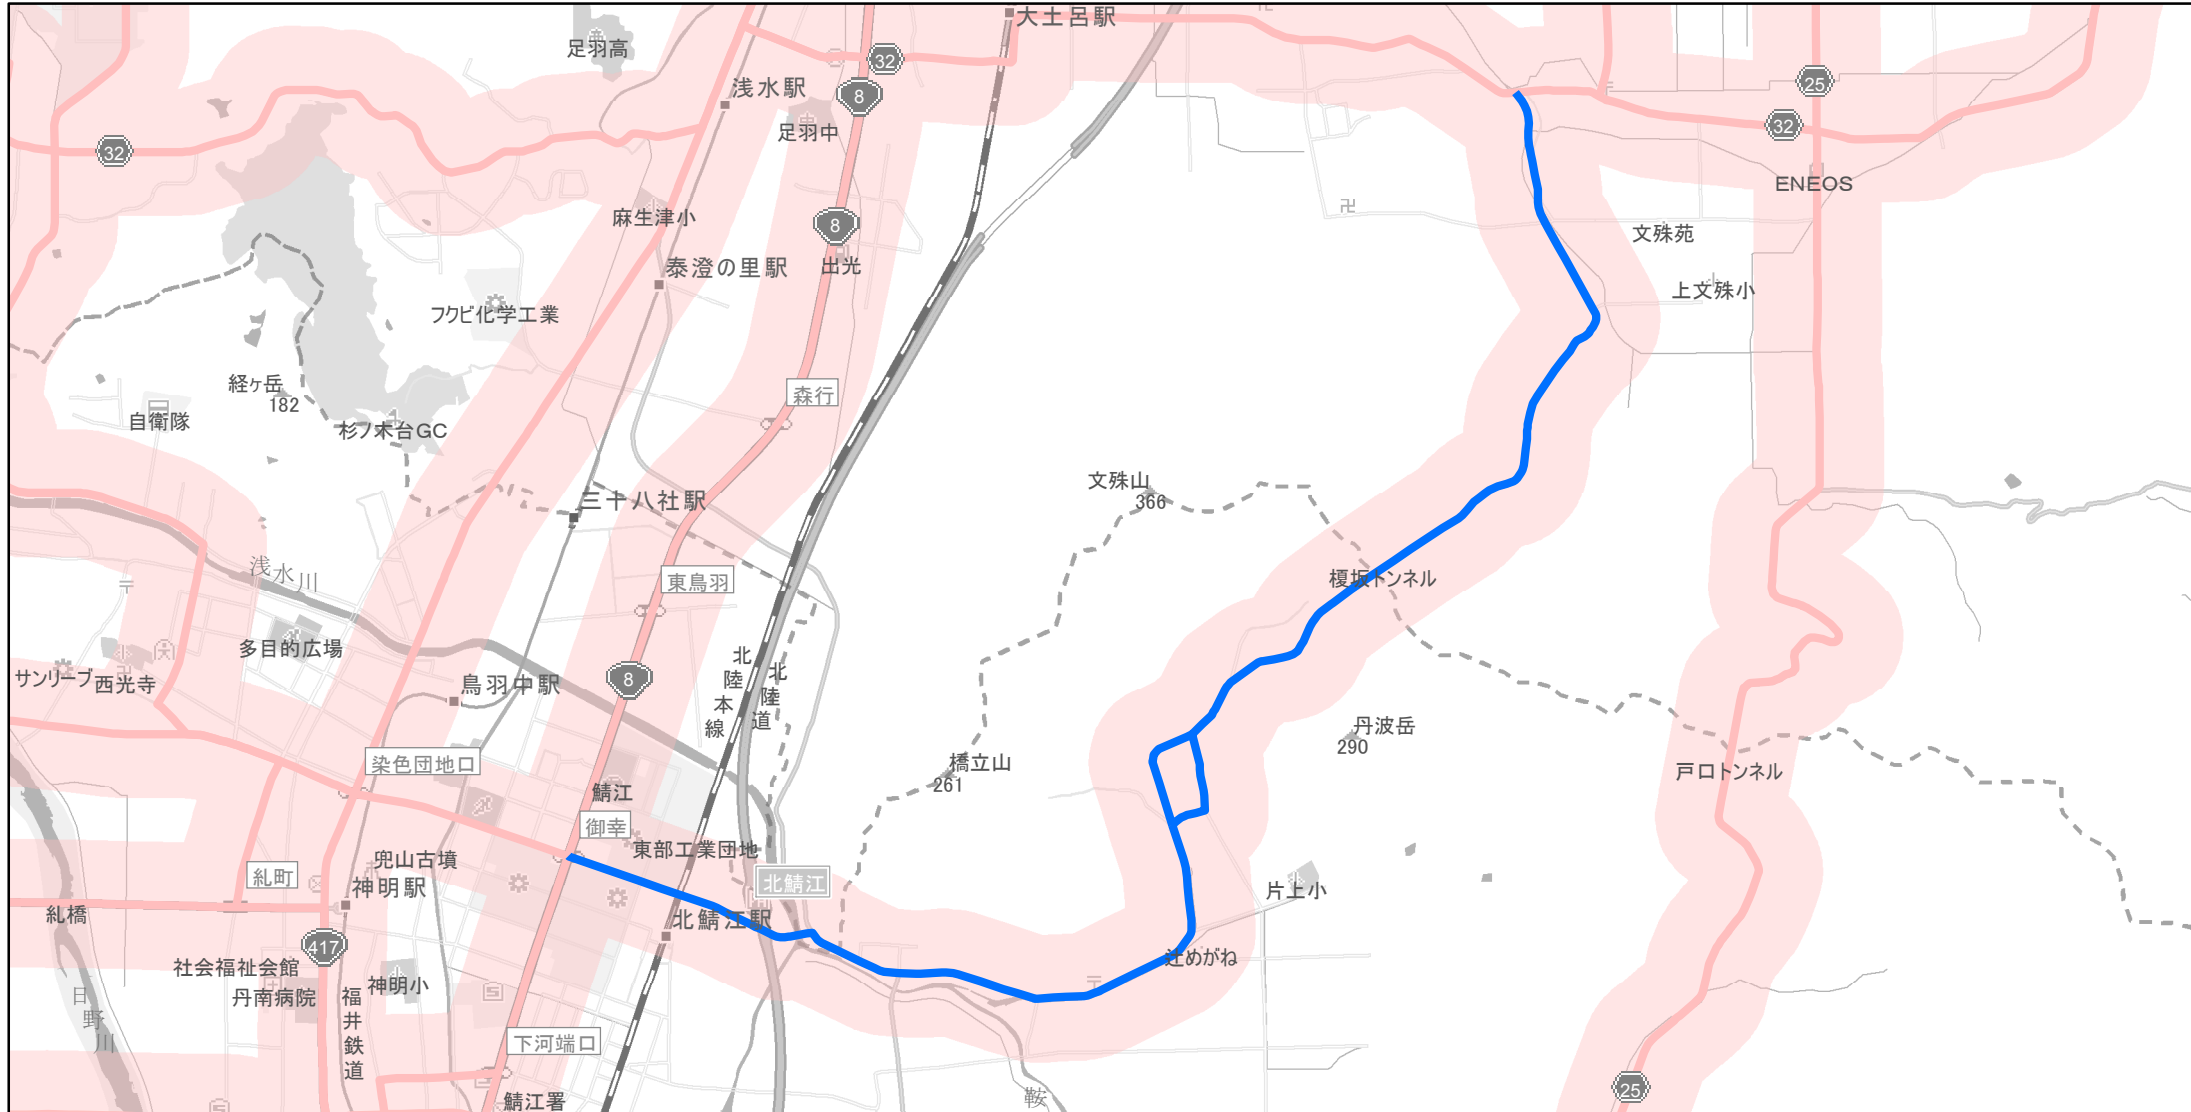 大土呂駅
足羽高
32
浅水駅
8
25
足羽中
32
32
ENEOS
麻生津小
8
文殊苑
泰澄の里駅
出光
上文殊小
フクビ化学工業
経ヶ岳
182
森行
自衛隊
杉ノ木台GC
文殊山
366
三十八社駅
浅水川
東鳥羽
榎坂トンネル
多目的広場
北陸本線
北陸道
サンリーブ
西光寺
鳥羽中駅
8
丹波岳
290
染色団地口
橋立山
261
戸口トンネル
鯖江
御幸
東部工業団地
兜山古墳
糺町
神明駅
北鯖江
片上小
糺橋
北鯖江駅
417
辻めがね
社会福祉会館
神明小
丹南病院
日野川
福井鉄道
下河端口
鯖江署
鞍
25